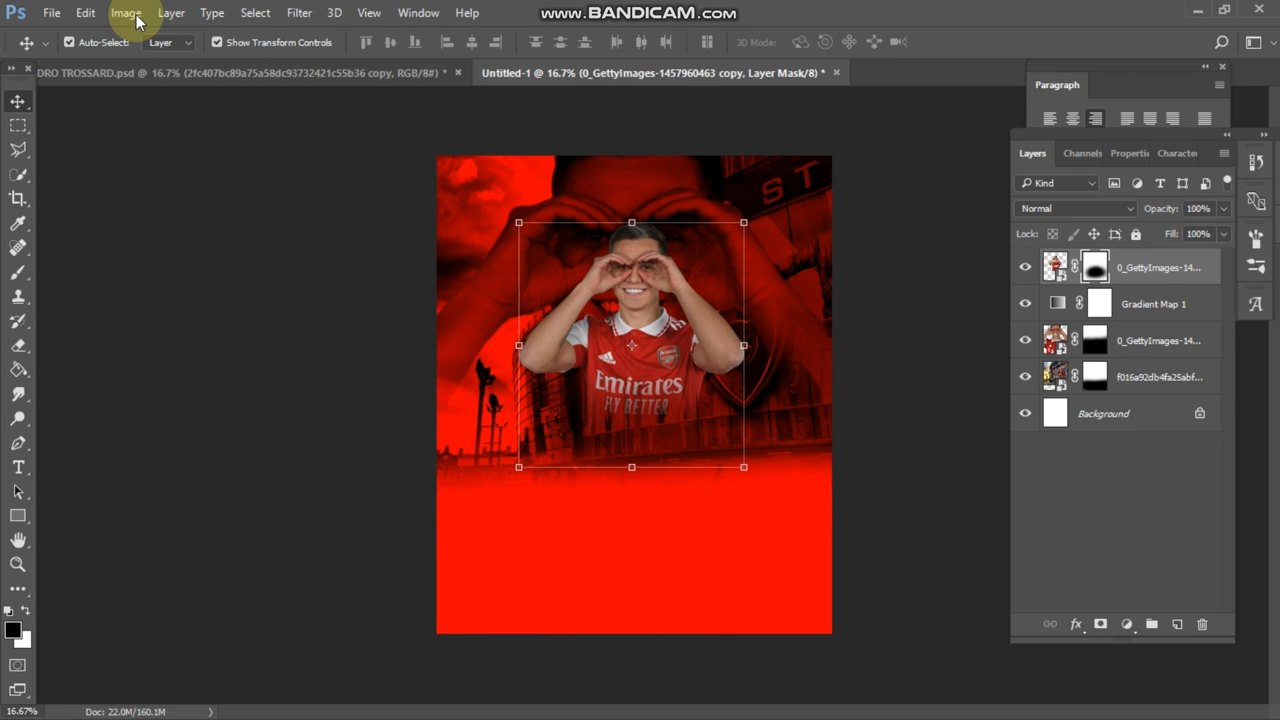 Ps File Edit Image Layer Type Select Filter 3D View Window Help
www.BANDICAM.com
Auto-Select: Layer Show Transform Controls 3D Mode:
DRO TROSSARD.psd @ 16.7% (2fc407bc89a75a58dc93732421c55b36 copy, RGB/8#) * ×
Untitled-1 @ 16.7% (0_GettyImages-1457960463 copy, Layer Mask/8) * ×
Paragraph
Layers Channels Properti Character
Kind
Normal Opacity: 100%
Lock: Fill: 100%
0_GettyImages-14...
Gradient Map 1
0_GettyImages-14...
f016a92db4fa25abf...
Background
fx
ST
Emirates
FLY BETTER
16.67% Doc: 22.0M/160.1M